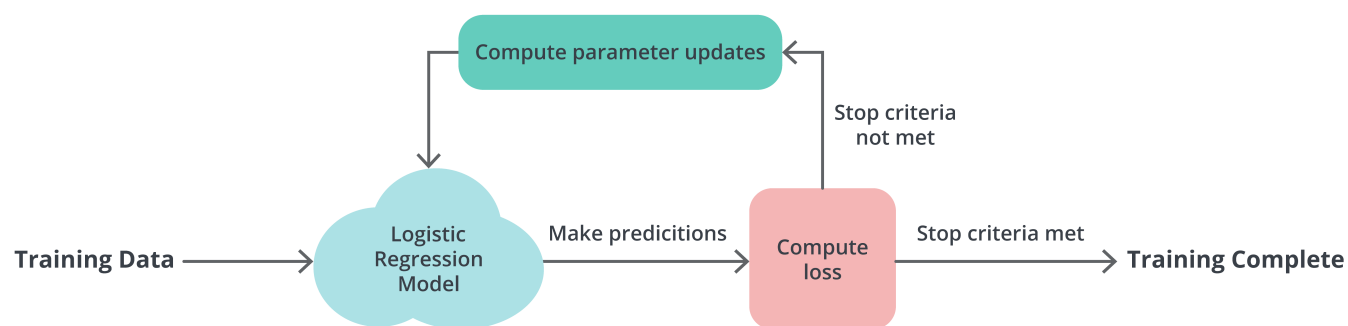 Compute parameter updates
Stop criteria
not met
Training Data
Logistic
Regression
Model
Make predicitions
Compute
loss
Stop criteria met
Training Complete